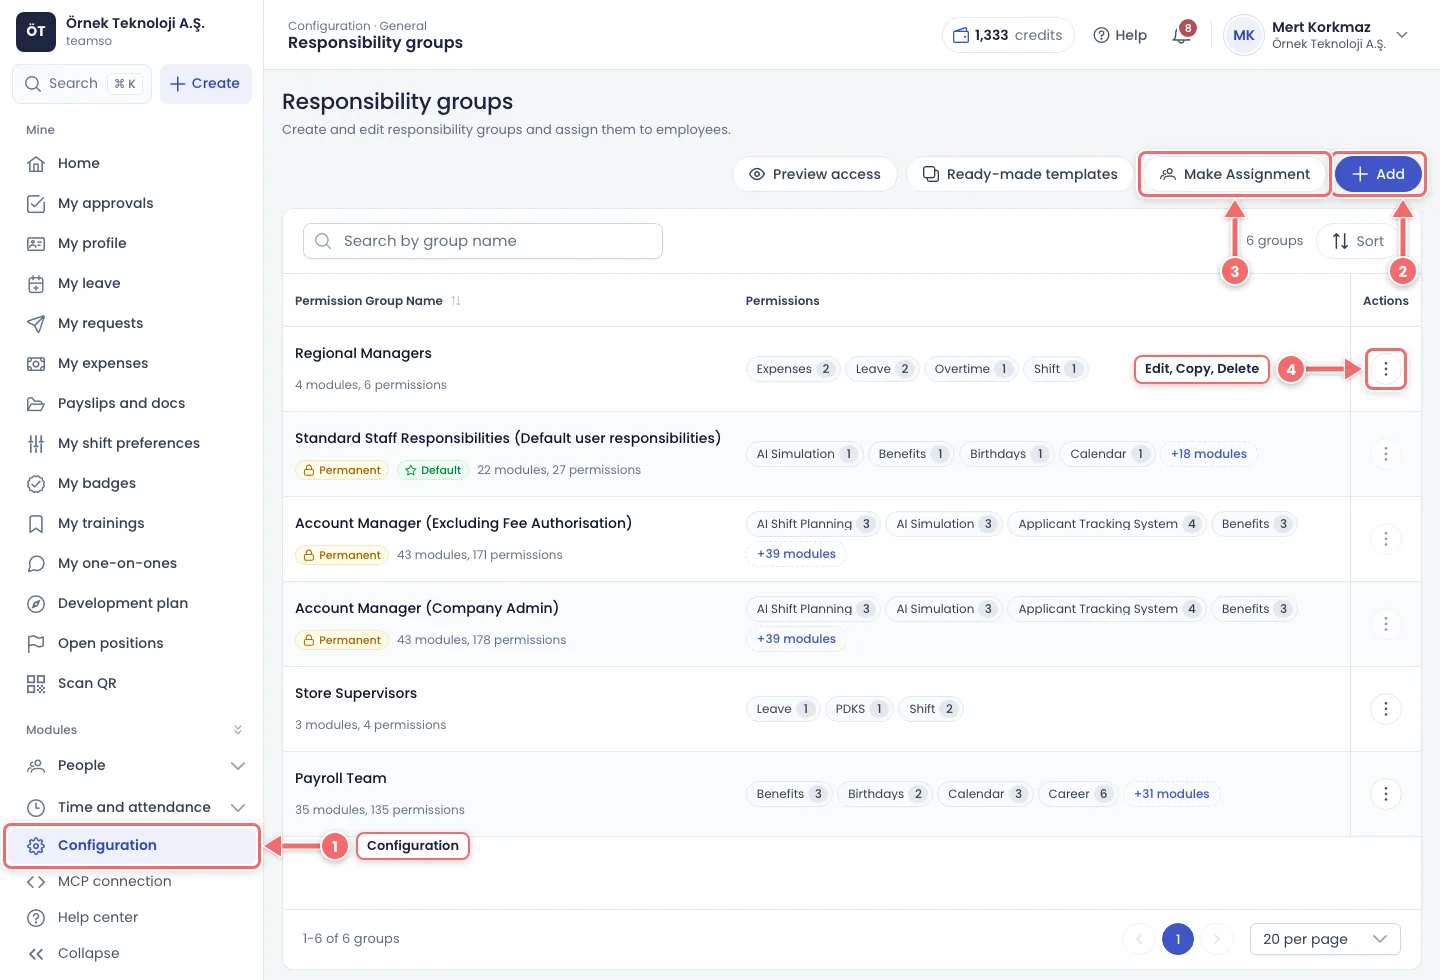 ÖT
Örnek Teknoloji A.Ş.
teamso
Search
⌘ K
Create
Mine
Home
My approvals
My profile
My leave
My requests
My expenses
Payslips and docs
My shift preferences
My badges
My trainings
My one-on-ones
Development plan
Open positions
Scan QR
Modules
People
Time and attendance
Configuration
MCP connection
Help center
Collapse
Configuration · General
Responsibility groups
1,333 credits
Help
8
MK
Mert Korkmaz
Örnek Teknoloji A.Ş.
Responsibility groups
Create and edit responsibility groups and assign them to employees.
Preview access
Ready-made templates
Make Assignment
Add
Search by group name
6 groups
Sort
3
2
Permission Group Name
Permissions
Actions
Regional Managers
4 modules, 6 permissions
Expenses 2
Leave 2
Overtime 1
Shift 1
Edit, Copy, Delete
4
Standard Staff Responsibilities (Default user responsibilities)
Permanent
Default
22 modules, 27 permissions
AI Simulation 1
Benefits 1
Birthdays 1
Calendar 1
+18 modules
Account Manager (Excluding Fee Authorisation)
Permanent
43 modules, 171 permissions
AI Shift Planning 3
AI Simulation 3
Applicant Tracking System 4
Benefits 3
+39 modules
Account Manager (Company Admin)
Permanent
43 modules, 178 permissions
AI Shift Planning 3
AI Simulation 3
Applicant Tracking System 4
Benefits 3
+39 modules
Store Supervisors
3 modules, 4 permissions
Leave 1
PDKS 1
Shift 2
Payroll Team
35 modules, 135 permissions
Benefits 3
Birthdays 2
Calendar 3
Career 6
+31 modules
1
Configuration
1-6 of 6 groups
1
20 per page